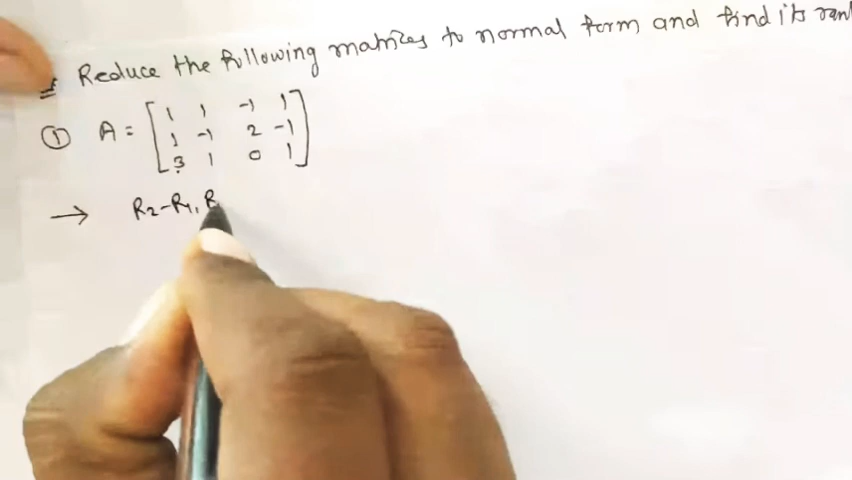 Reduce the following matrices to normal form and find its rank
① A = [ 1 1 -1 1
1 -1 2 -1
3 1 0 1 ]
→ R₂-R₁, R